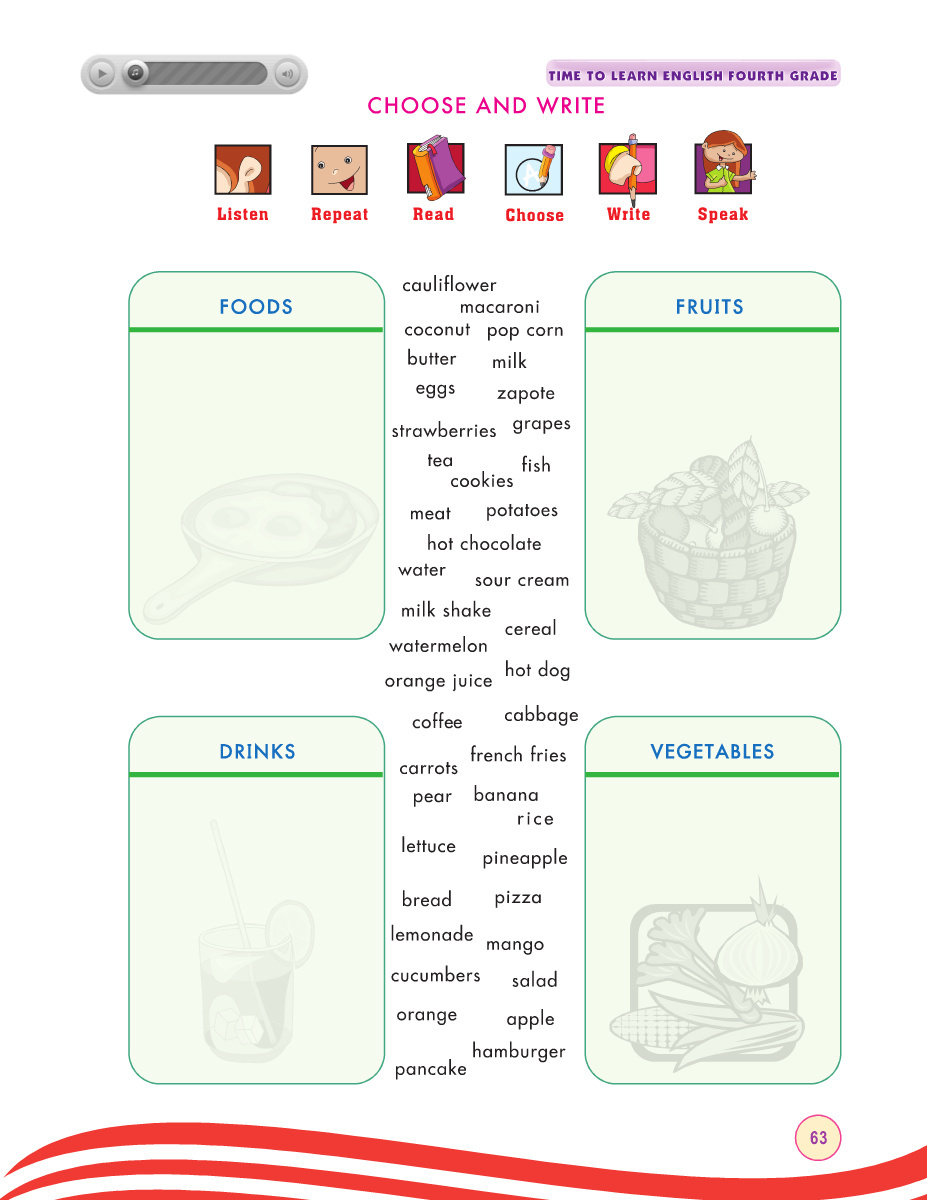 TIME TO LEARN ENGLISH FOURTH GRADE
CHOOSE AND WRITE
Listen Repeat Read Choose Write Speak
FOODS
cauliflower
macaroni
coconut pop corn
butter milk
eggs zapote
strawberries grapes
tea fish
cookies
meat potatoes
hot chocolate
water sour cream
milk shake
cereal
watermelon
orange juice hot dog
coffee cabbage
french fries
carrots
pear banana
rice
lettuce
pineapple
bread pizza
lemonade
mango
cucumbers salad
orange apple
hamburger
pancake
FRUITS
DRINKS
VEGETABLES
63